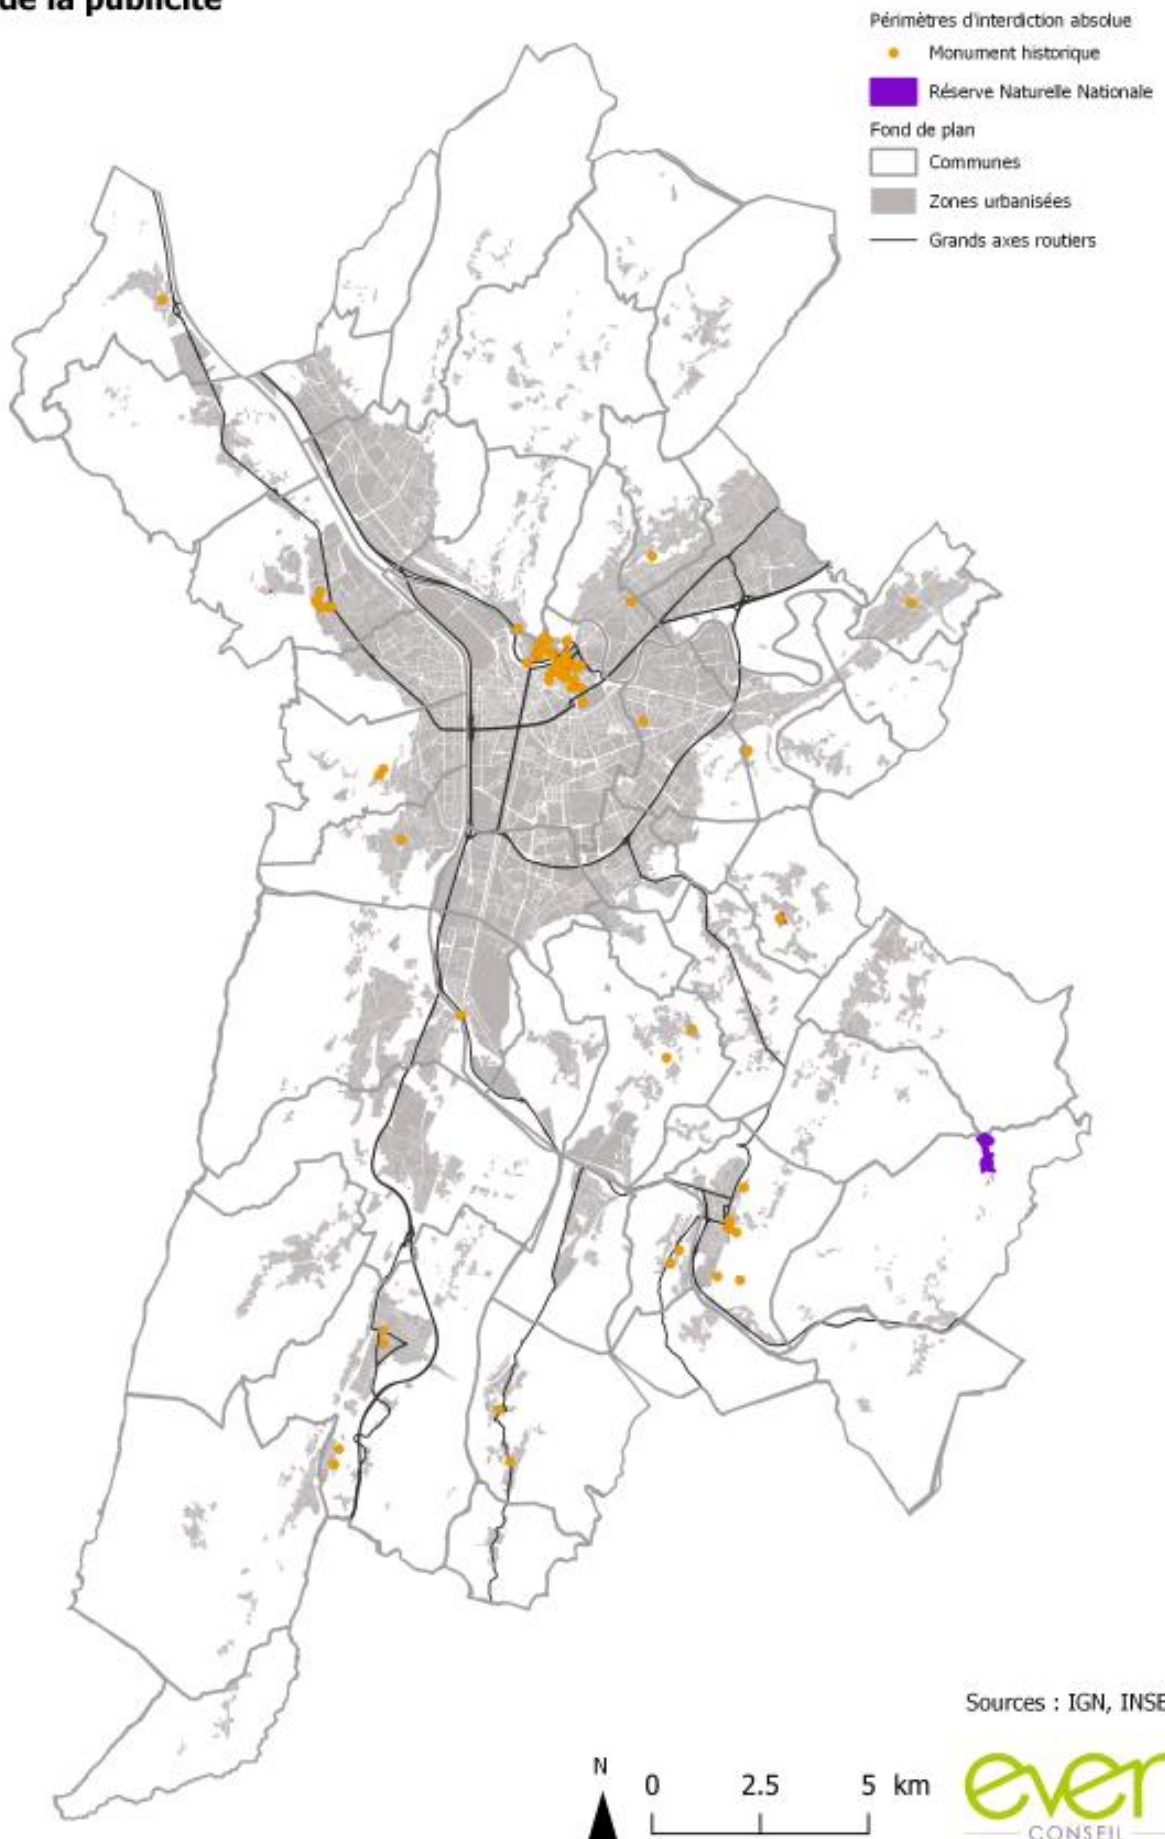 de la publicité
Périmètres d'interdiction absolue
Monument historique
Réserve Naturelle Nationale
Fond de plan
Communes
Zones urbanisées
Grands axes routiers
Sources : IGN, INSE
N
0 2.5 5 km
even
CONSEIL